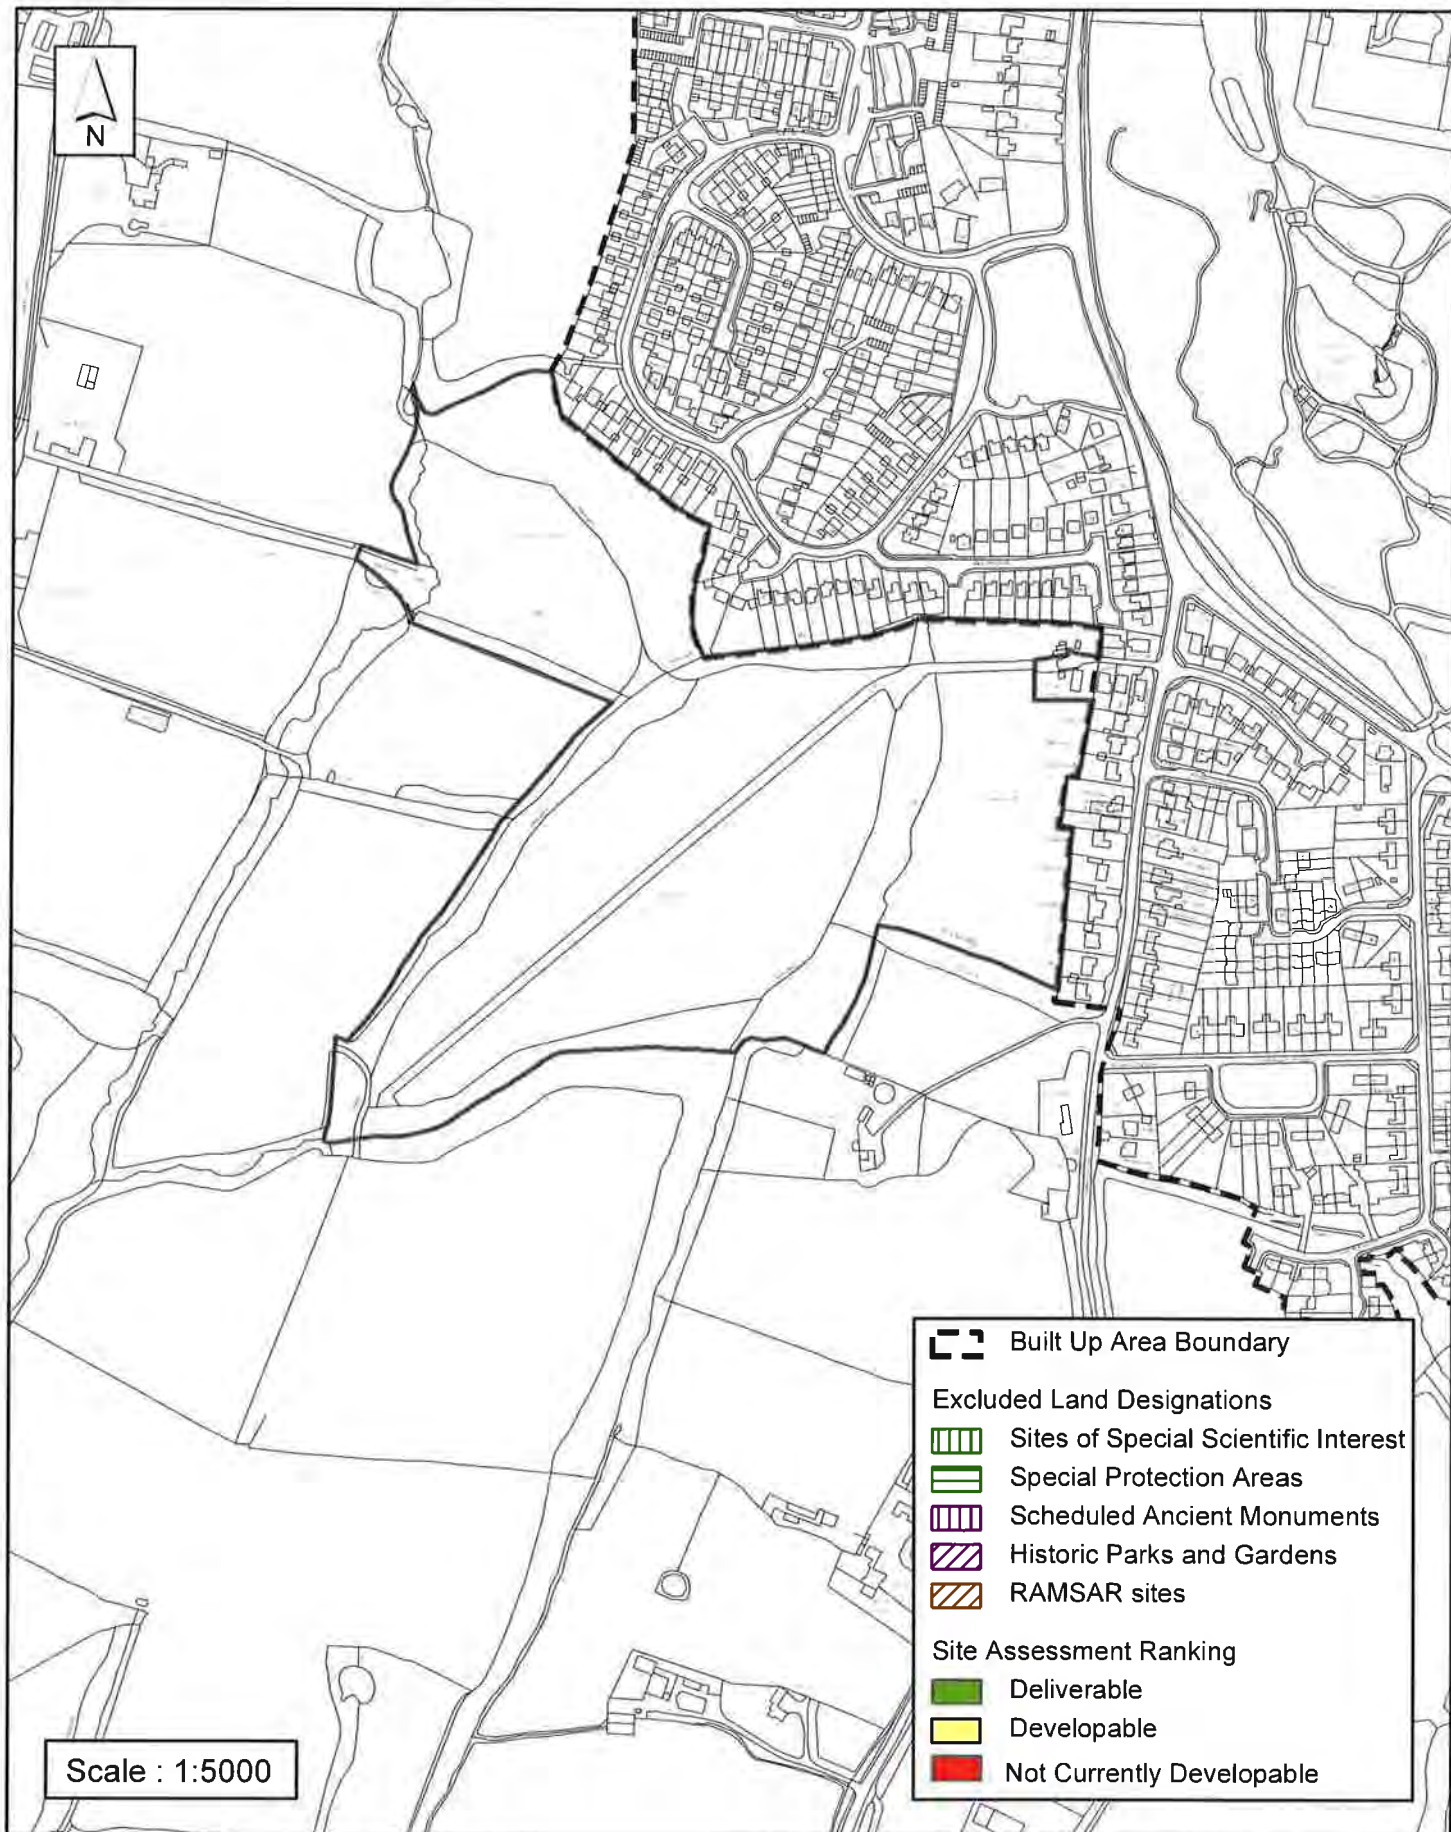 N
Built Up Area Boundary
Excluded Land Designations
Sites of Special Scientific Interest
Special Protection Areas
Scheduled Ancient Monuments
Historic Parks and Gardens
RAMSAR sites
Site Assessment Ranking
Deliverable
Developable
Not Currently Developable
Scale : 1:5000